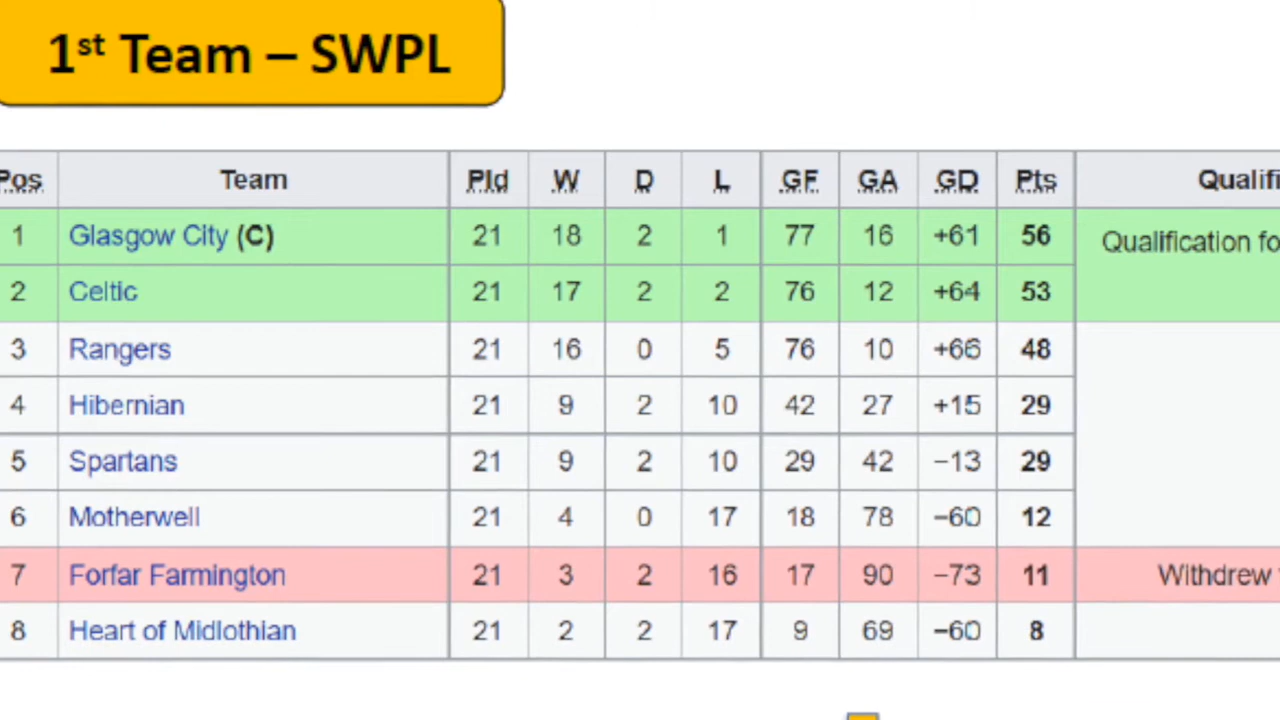 1st Team – SWPL
Pos Team Pld W D L GF GA GD Pts
1 Glasgow City (C) 21 18 2 1 77 16 +61 56 Qualification
2 Celtic 21 17 2 2 76 12 +64 53
3 Rangers 21 16 0 5 76 10 +66 48
4 Hibernian 21 9 2 10 42 27 +15 29
5 Spartans 21 9 2 10 29 42 −13 29
6 Motherwell 21 4 0 17 18 78 −60 12
7 Forfar Farmington 21 3 2 16 17 90 −73 11 Withdrew
8 Heart of Midlothian 21 2 2 17 9 69 −60 8